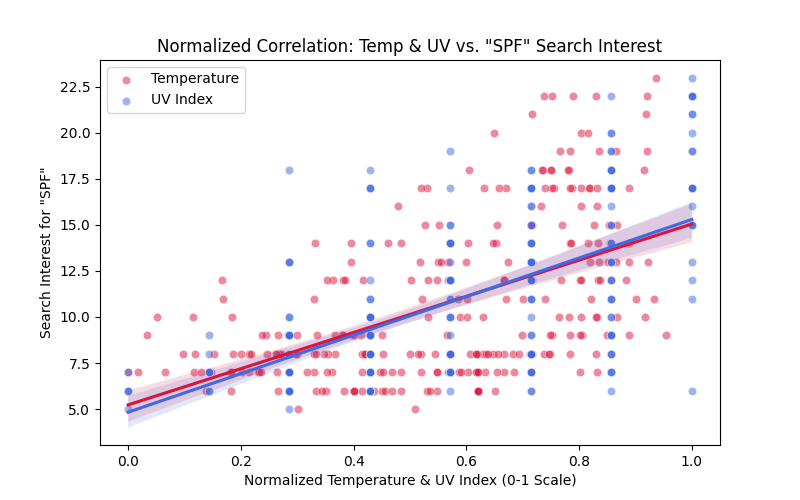 Normalized Correlation: Temp & UV vs. "SPF" Search Interest
Temperature
UV Index
Search Interest for "SPF"
22.5
20.0
17.5
15.0
12.5
10.0
7.5
5.0
0.0 0.2 0.4 0.6 0.8 1.0
Normalized Temperature & UV Index (0-1 Scale)